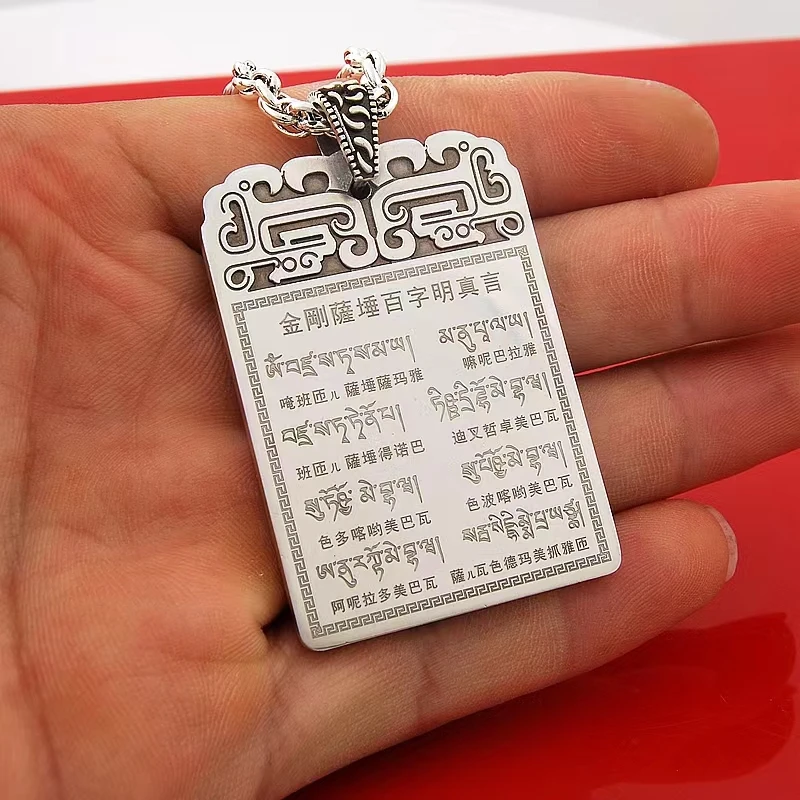 金剛薩埵百字明真言
ཨོཾ་བཛྲ་ས་ཏྭ་ས་མ་ཡ། མ་ནུ་པཱ་ལ་ཡ།
唵班匝儿 薩埵薩玛雅 嘛呢巴拉雅
བཛྲ་ས་ཏྭ་ཏྭེ་ནོ་པ། ཏིཥྛ་དྲྀ་ཌྷོ་མེ་བྷ་ཝ།
班匝儿 薩埵得诺巴 迪叉哲卓美巴瓦
སུ་ཏོ་ཥྱོ་མེ་བྷ་ཝ། སུ་པོ་ཥྱོ་མེ་བྷ་ཝ།
色多喀哟美巴瓦 色波喀哟美巴瓦
ཨ་ནུ་རཀྟོ་མེ་བྷ་ཝ།
阿呢拉多美巴瓦 薩儿瓦色德玛美抓雅匝